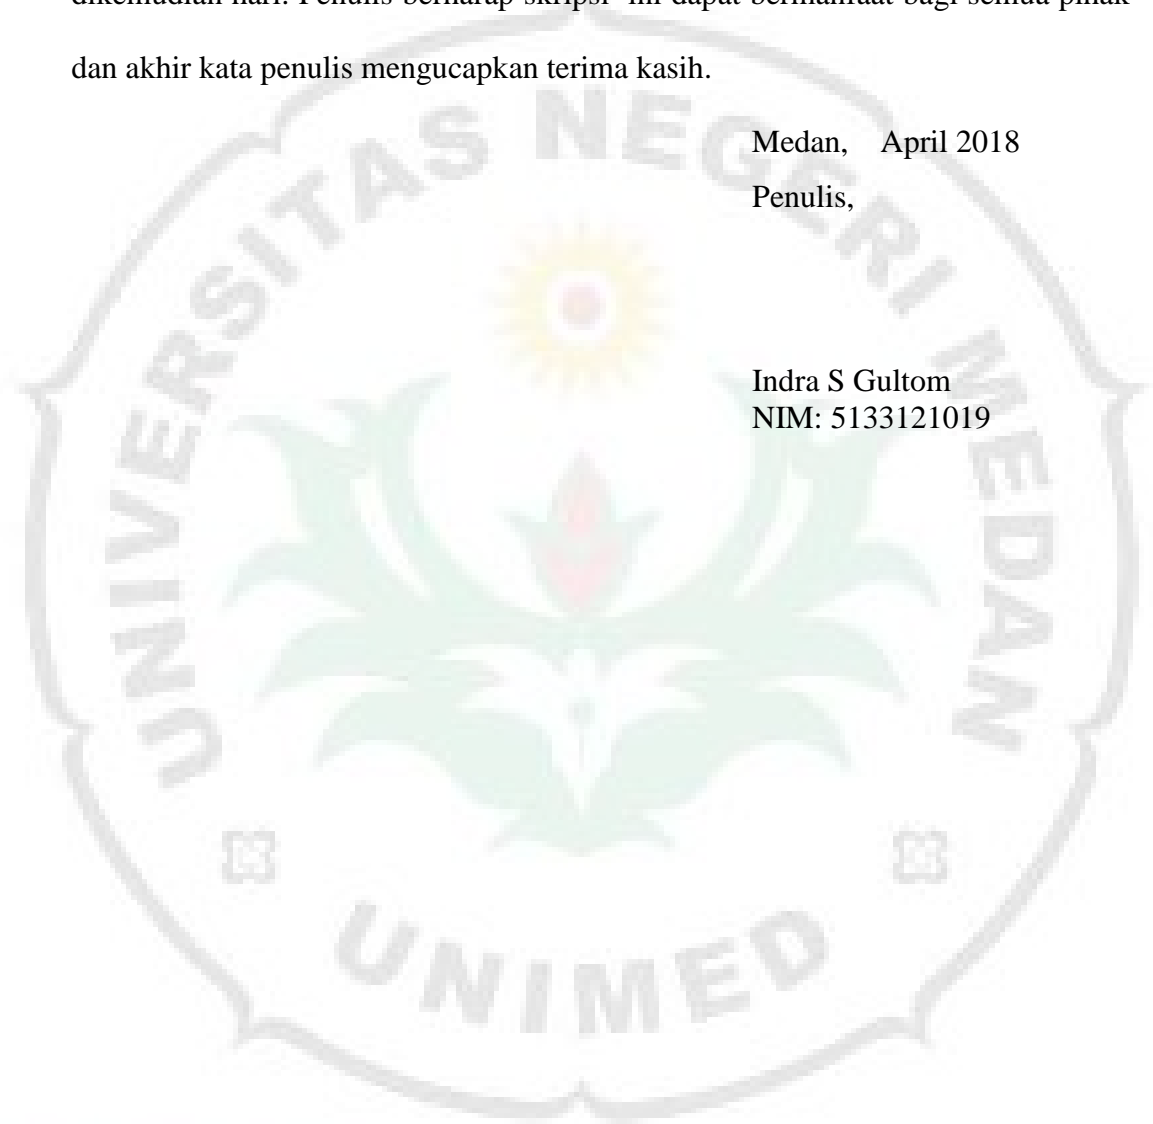 dikemudian hari. Penulis berharap skripsi ini dapat bermanfaat bagi semua pihak
dan akhir kata penulis mengucapkan terima kasih.
Medan, April 2018
Penulis,
Indra S Gultom
NIM: 5133121019
UNIVERSITAS NEGERI MEDAN
UNIMED